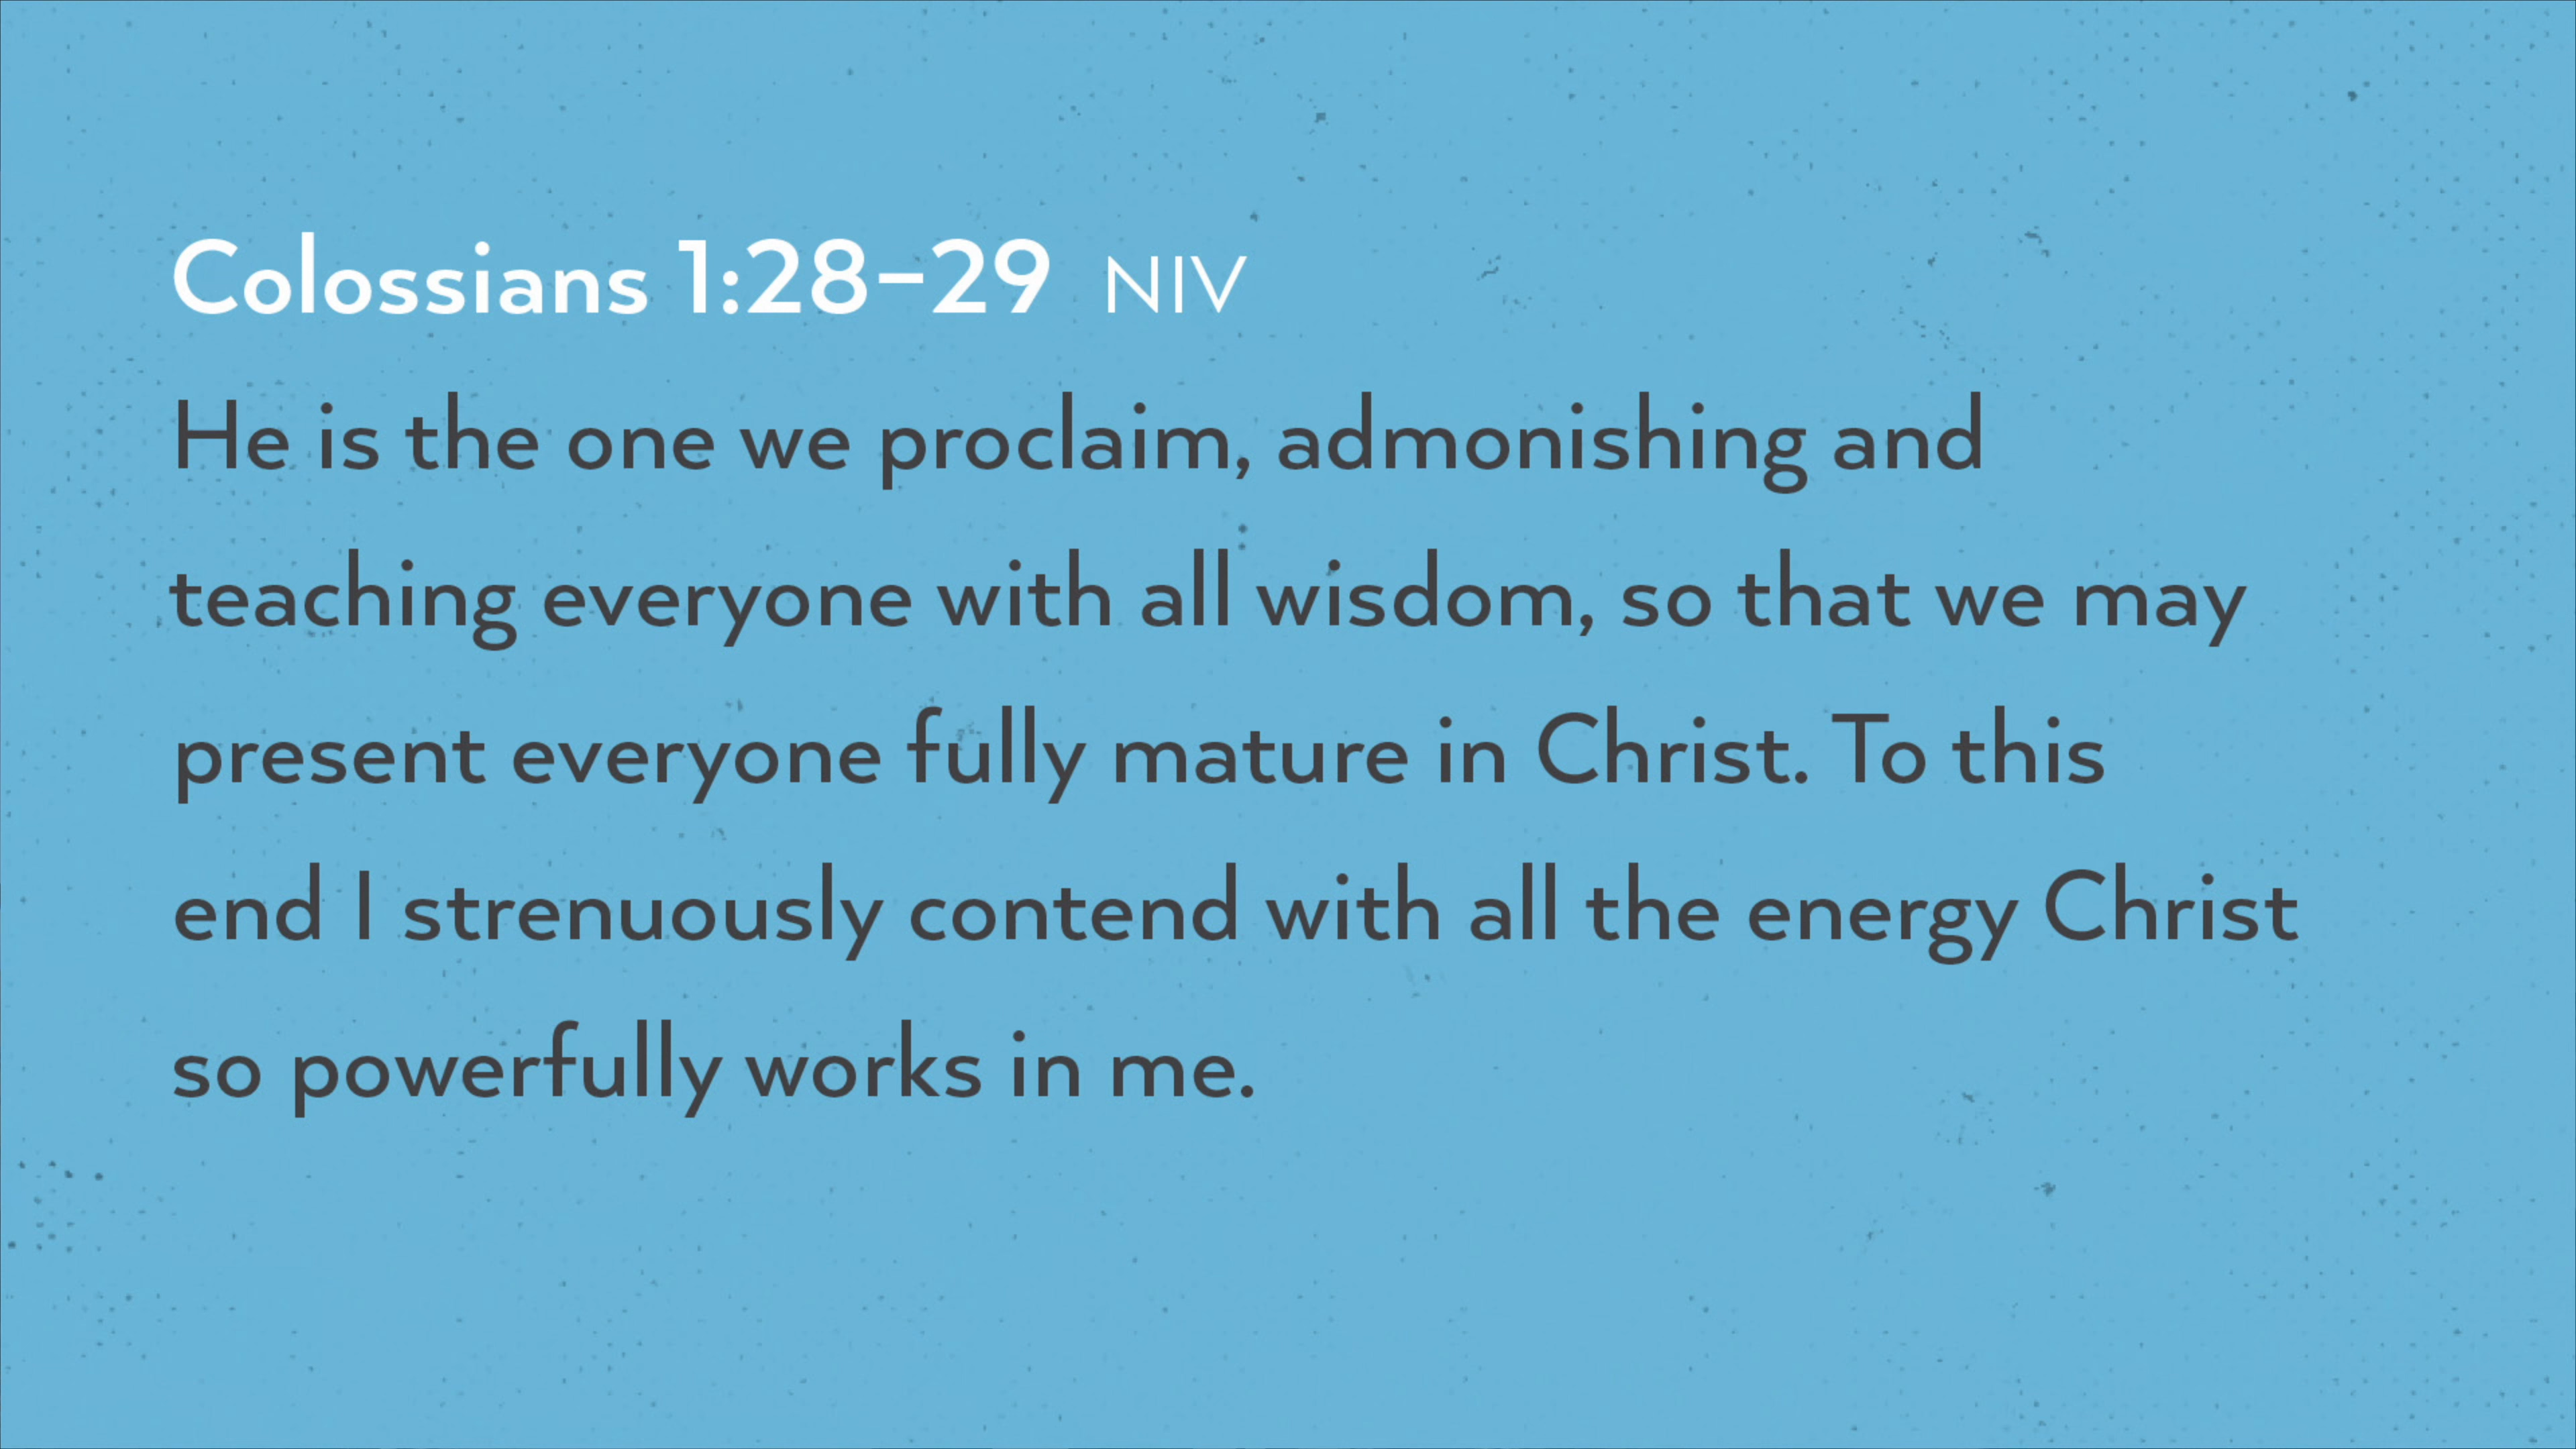 Colossians 1:28–29 NIV
He is the one we proclaim, admonishing and
teaching everyone with all wisdom, so that we may
present everyone fully mature in Christ. To this
end I strenuously contend with all the energy Christ
so powerfully works in me.